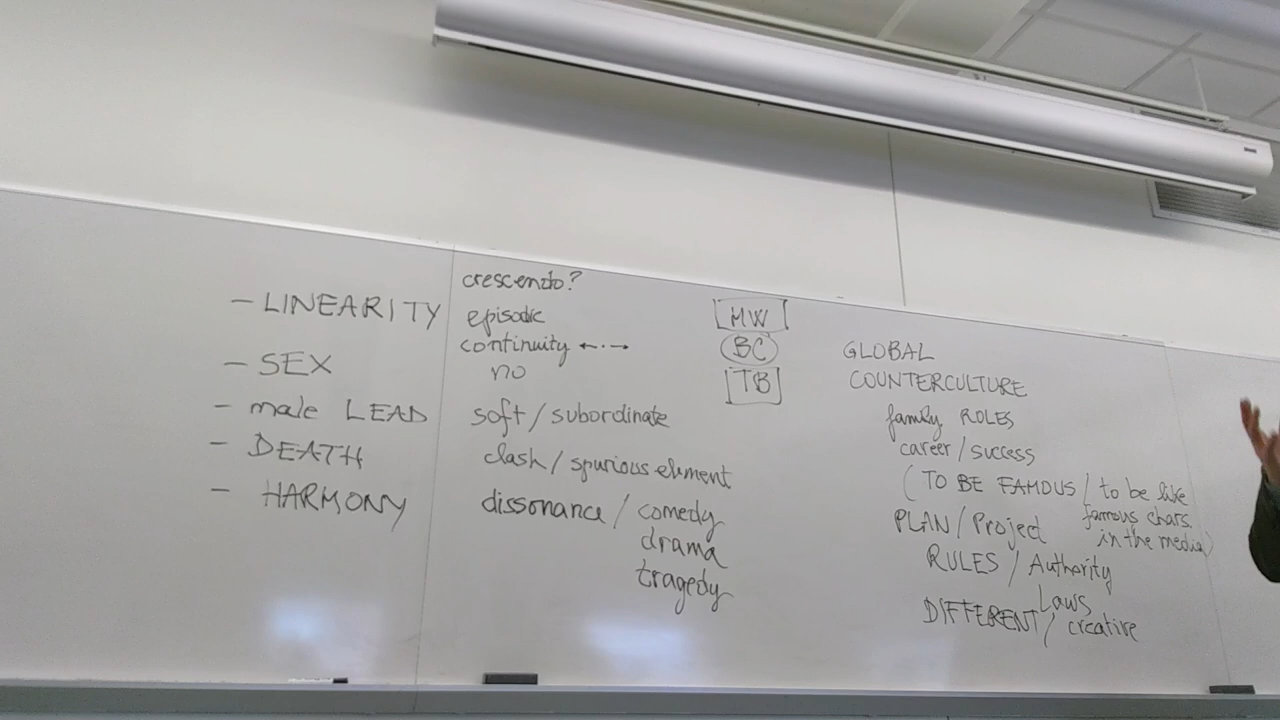 - LINEARITY
- SEX
- male LEAD
- DEATH
- HARMONY
crescendo?
episodic
continuity ←·→
no
soft / subordinate
clash / spurious element
dissonance / comedy
drama
tragedy
MW
BC
TB
GLOBAL
COUNTERCULTURE
family ROLES
career / success
(TO BE FAMOUS / to be like
famous chars.
in the media)
PLAN / Project
RULES / Authority
Laws
DIFFERENT / creative